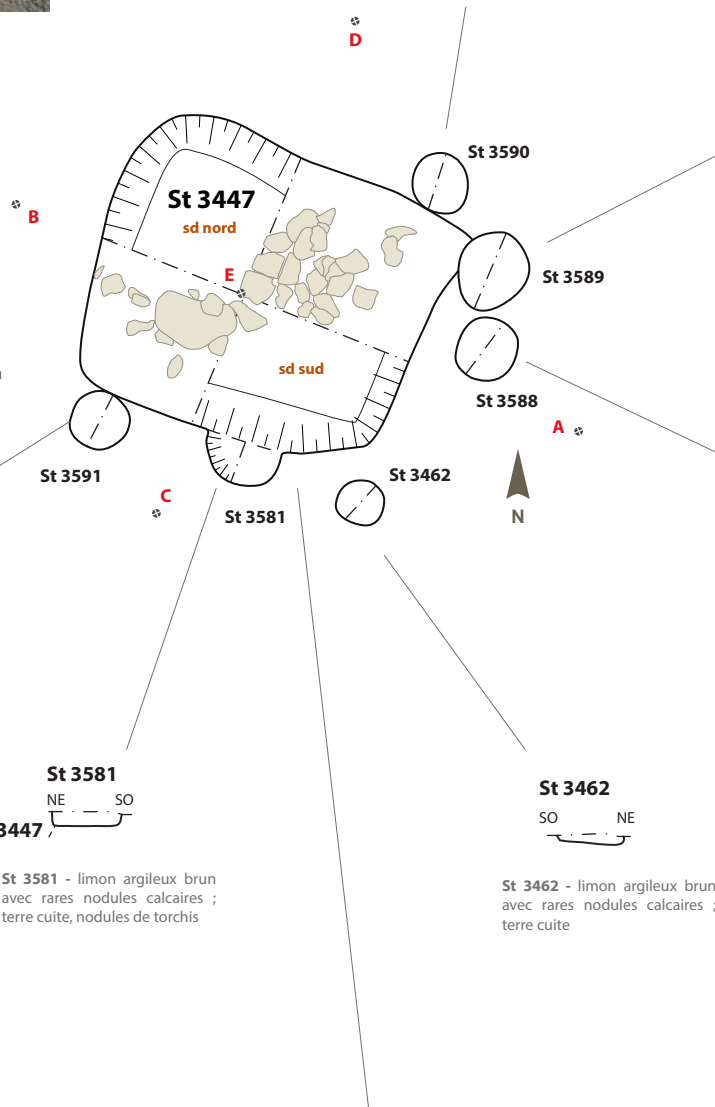 D
St 3590
St 3447
B
sd nord
E
St 3589
sd sud
St 3588
A
St 3591
St 3462
C
St 3581
N
St 3581
NE SO
3447
St 3581 - limon argileux brun
avec rares nodules calcaires ;
terre cuite, nodules de torchis
St 3462
SO NE
St 3462 - limon argileux brun
avec rares nodules calcaires ;
terre cuite